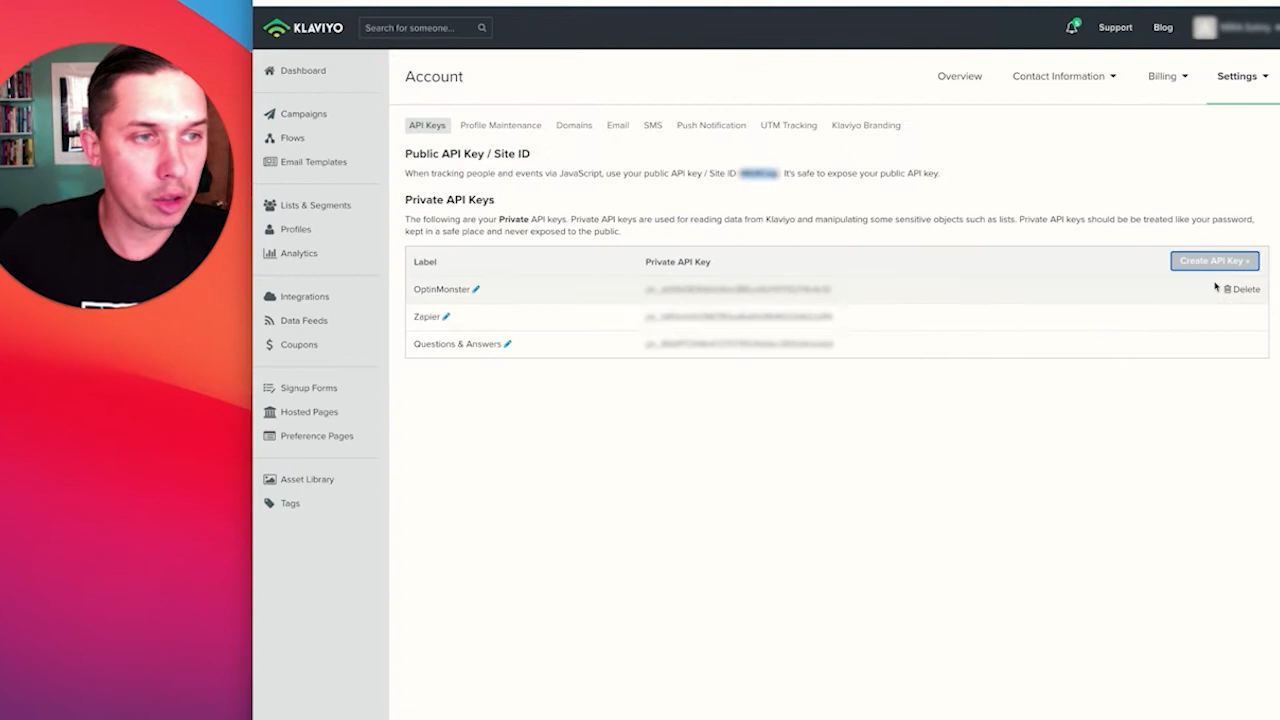 KLAVIYO
Search for someone...
Support
Blog
Dashboard
Campaigns
Flows
Email Templates
Lists & Segments
Profiles
Analytics
Integrations
Data Feeds
Coupons
Signup Forms
Hosted Pages
Preference Pages
Asset Library
Tags
Account
Overview
Contact Information
Billing
Settings
API Keys
Profile Maintenance
Domains
Email
SMS
Push Notification
UTM Tracking
Klaviyo Branding
Public API Key / Site ID
When tracking people and events via JavaScript, use your public API key / Site ID
It's safe to expose your public API key.
Private API Keys
The following are your Private API keys. Private API keys are used for reading data from Klaviyo and manipulating some sensitive objects such as lists. Private API keys should be be treated like your password,
kept in a safe place and never exposed to the public.
Label
Private API Key
Create API Key »
OptinMonster
Delete
Zapier
Questions & Answers